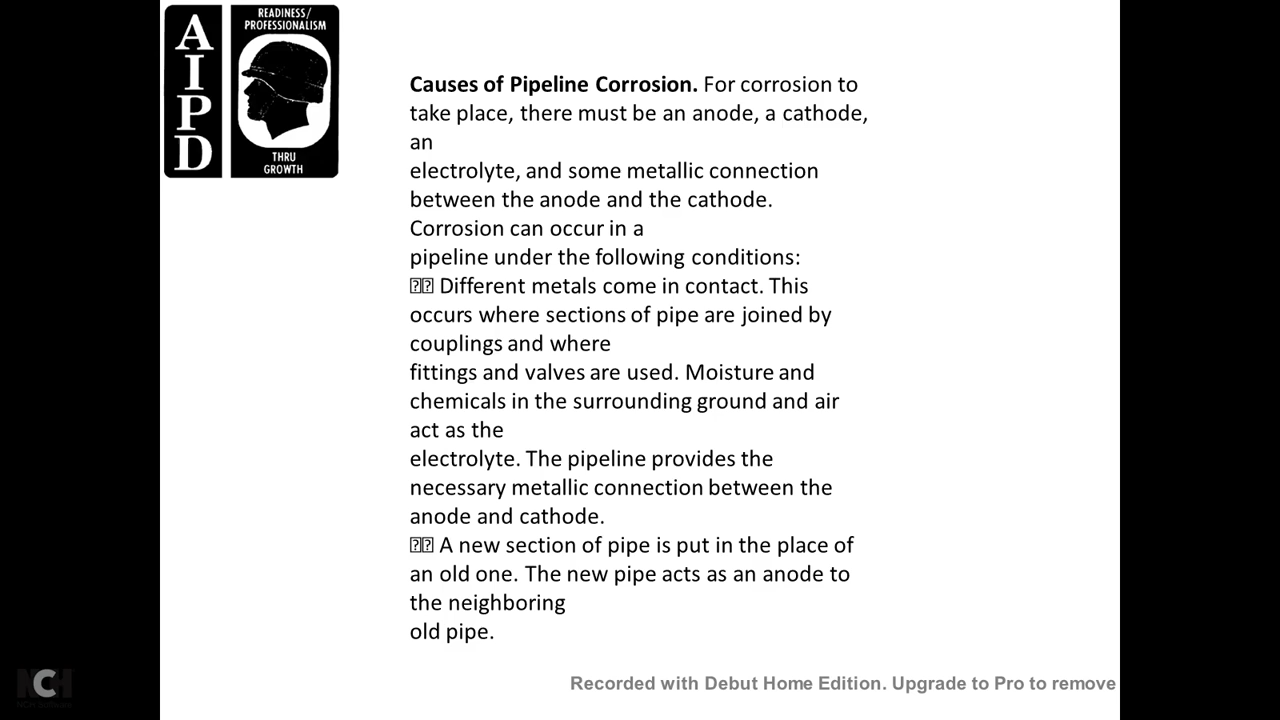 AIPD
READINESS/
PROFESSIONALISM
THRU
GROWTH
Causes of Pipeline Corrosion. For corrosion to
take place, there must be an anode, a cathode,
an
electrolyte, and some metallic connection
between the anode and the cathode.
Corrosion can occur in a
pipeline under the following conditions:
⍰⍰ Different metals come in contact. This
occurs where sections of pipe are joined by
couplings and where
fittings and valves are used. Moisture and
chemicals in the surrounding ground and air
act as the
electrolyte. The pipeline provides the
necessary metallic connection between the
anode and cathode.
⍰⍰ A new section of pipe is put in the place of
an old one. The new pipe acts as an anode to
the neighboring
old pipe.
NCH
Recorded with Debut Home Edition. Upgrade to Pro to remove